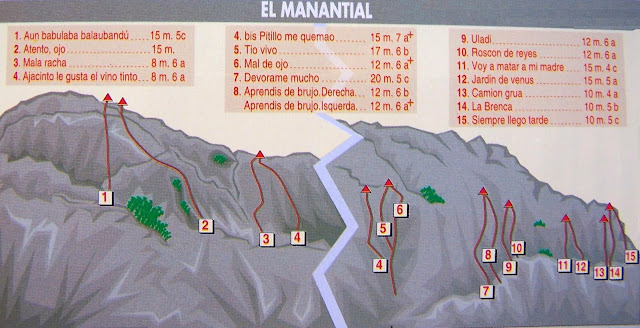 EL MANANTIAL
1. Aun babulaba balaubandú ..... 15 m. 5c
2. Atento, ojo ..... 15 m.
3. Mala racha ..... 8 m. 6 a
4. Ajacinto le gusta el vino tinto ..... 8 m. 6 a
4. bis Pitillo me quemao ..... 15 m. 7 a+
5. Tio vivo ..... 17 m. 6 b
6. Mal de ojo ..... 12 m. 6 a+
7. Devorame mucho ..... 20 m. 5 c
8. Aprendis de brujo.Derecha ..... 12 m. 6 b
Aprendis de brujo.Isquerda ..... 12 m. 6 a+
9. Uladi ..... 12 m. 6 a
10. Roscon de reyes ..... 12 m. 6 a
11. Voy a matar a mi madre ..... 15 m. 4 c
12. Jardin de venus ..... 15 m. 5 a
13. Camion grua ..... 10 m. 4 a
14. La Brenca ..... 10 m. 5 b
15. Siempre llego tarde ..... 10 m. 5 c
1
2
3
4
4
5
6
7
8
9
10
11
12
13
14
15